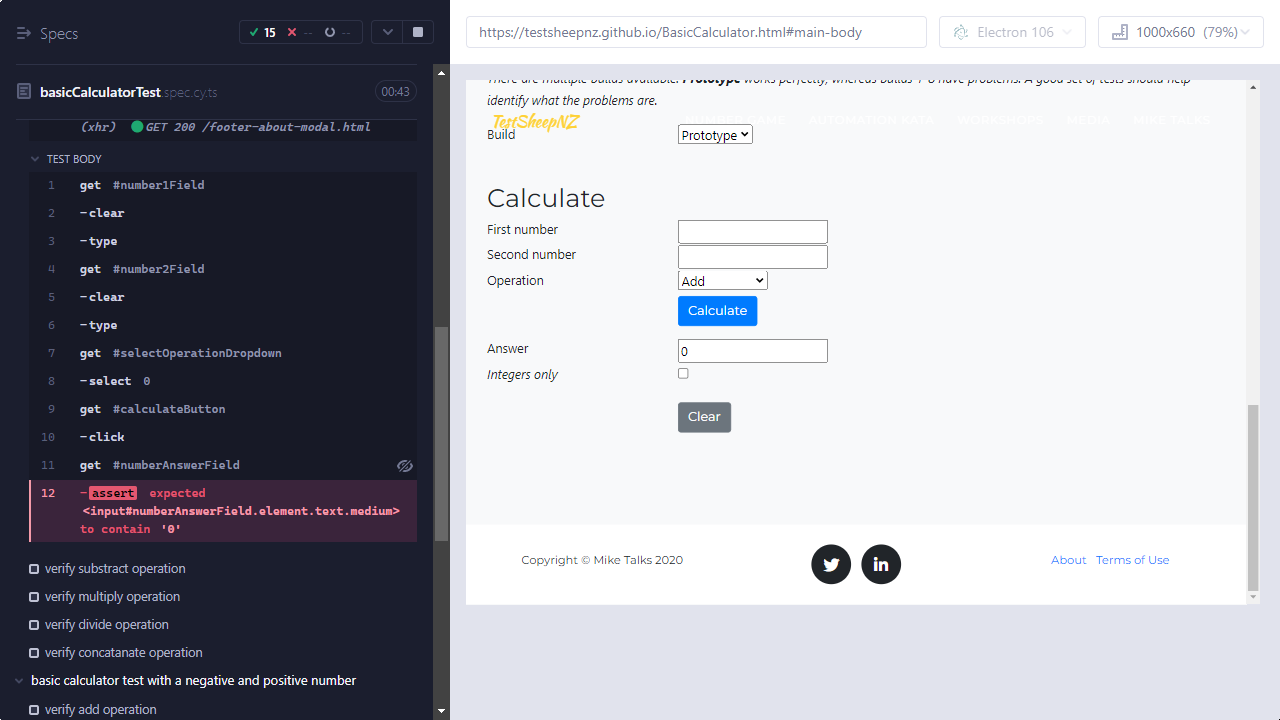 Specs
15
--
--
basicCalculatorTest.spec.cy.ts
00:43
(xhr) GET 200 /footer-about-modal.html
TEST BODY
1 get #number1Field
2 -clear
3 -type
4 get #number2Field
5 -clear
6 -type
7 get #selectOperationDropdown
8 -select 0
9 get #calculateButton
10 -click
11 get #numberAnswerField
12 -assert expected
<input#numberAnswerField.element.text.medium>
to contain '0'
verify substract operation
verify multiply operation
verify divide operation
verify concatanate operation
basic calculator test with a negative and positive number
verify add operation
https://testsheepnz.github.io/BasicCalculator.html#main-body
Electron 106
1000x660 (79%)
There are multiple builds available. Prototype works perfectly, whereas builds 1-9 have problems. A good set of tests should help
identify what the problems are.
TestSheepNZ
AUTOMATION KATA WORKSHOPS MEDIA MIKE TALKS
Build
Prototype
Calculate
First number
Second number
Operation
Add
Calculate
Answer
0
Integers only
Clear
Copyright © Mike Talks 2020
About Terms of Use